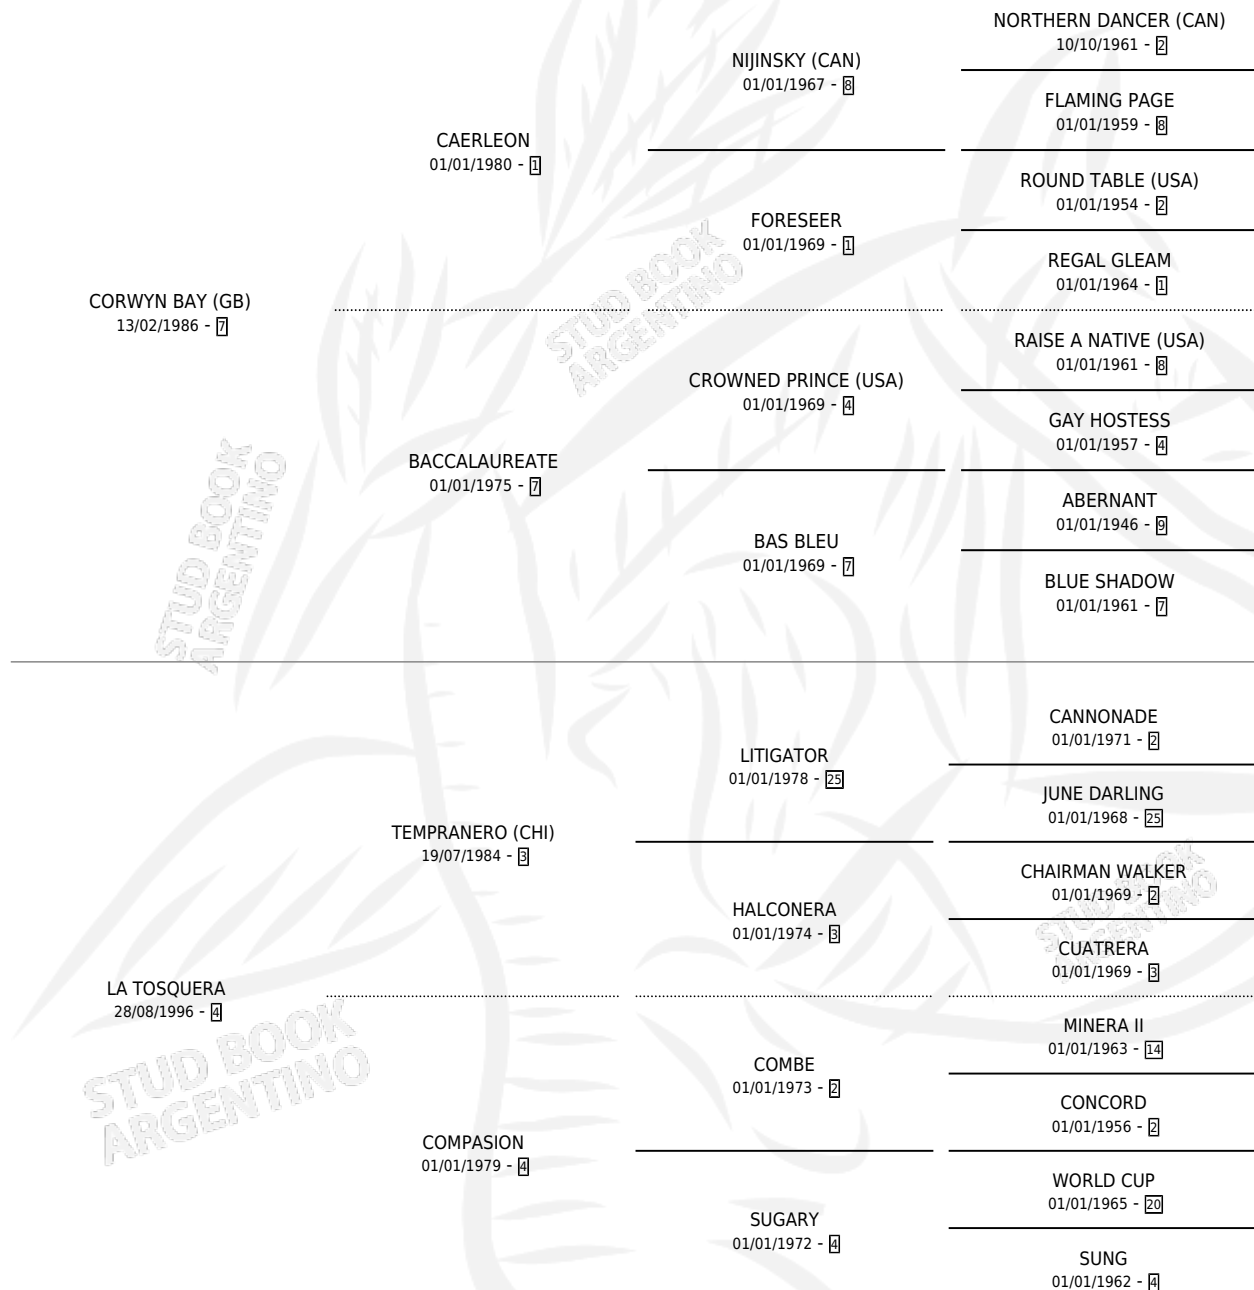 NORTHERN DANCER (CAN)
10/10/1961 - 2
NIJINSKY (CAN)
01/01/1967 - 8
FLAMING PAGE
01/01/1959 - 8
CAERLEON
01/01/1980 - 1
ROUND TABLE (USA)
01/01/1954 - 2
FORESEER
01/01/1969 - 1
REGAL GLEAM
01/01/1964 - 1
CORWYN BAY (GB)
13/02/1986 - 7
RAISE A NATIVE (USA)
01/01/1961 - 8
CROWNED PRINCE (USA)
01/01/1969 - 4
GAY HOSTESS
01/01/1957 - 4
BACCALAUREATE
01/01/1975 - 7
ABERNANT
01/01/1946 - 9
BAS BLEU
01/01/1969 - 7
BLUE SHADOW
01/01/1961 - 7
CANNONADE
01/01/1971 - 2
LITIGATOR
01/01/1978 - 25
JUNE DARLING
01/01/1968 - 25
TEMPRANERO (CHI)
19/07/1984 - 3
CHAIRMAN WALKER
01/01/1969 - 2
HALCONERA
01/01/1974 - 3
CUATRERA
01/01/1969 - 3
LA TOSQUERA
28/08/1996 - 4
MINERA II
01/01/1963 - 14
COMBE
01/01/1973 - 2
CONCORD
01/01/1956 - 2
COMPASION
01/01/1979 - 4
WORLD CUP
01/01/1965 - 20
SUGARY
01/01/1972 - 4
SUNG
01/01/1962 - 4
STUD BOOK
ARGENTINO
STUD BOOK
ARGENTINO
STUD BOOK
ARGENTINO
STUD BOOK
ARGENTINO